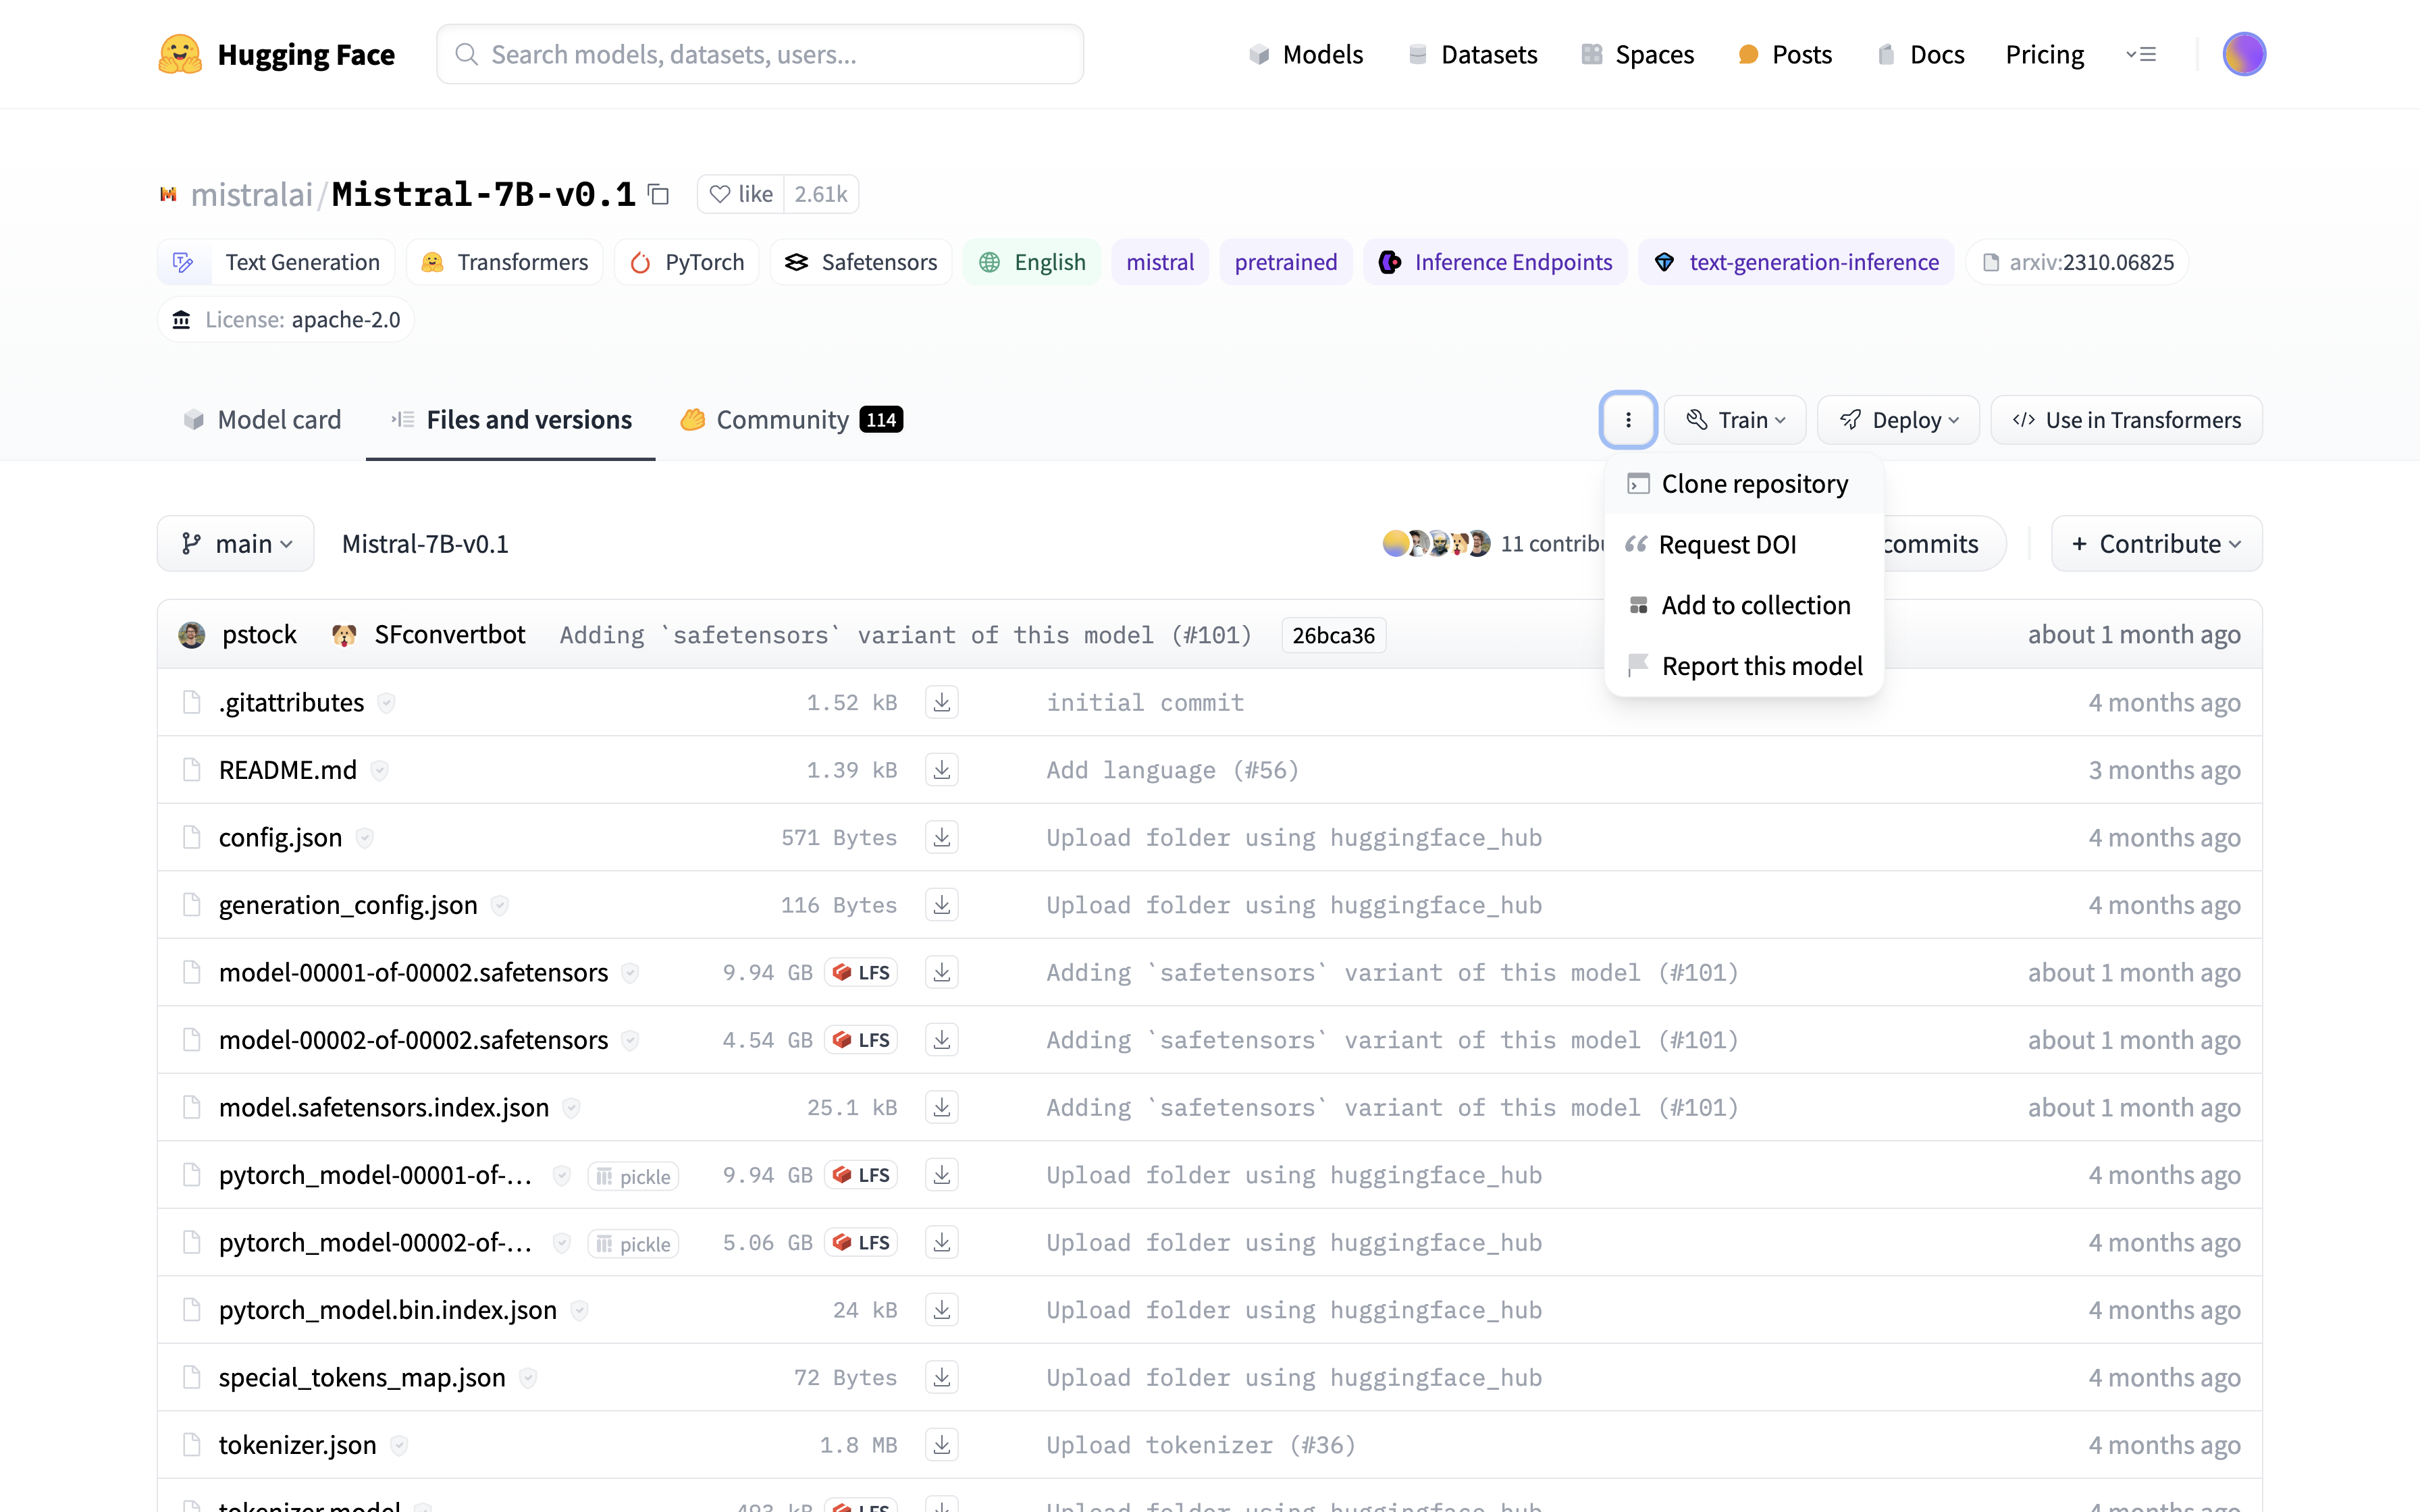 Hugging Face Search models, datasets, users... Models Datasets Spaces Posts Docs Pricing
mistralai/Mistral-7B-v0.1 like 2.61k
Text Generation Transformers PyTorch Safetensors English mistral pretrained Inference Endpoints text-generation-inference arxiv:2310.06825
License: apache-2.0
Model card Files and versions Community 114 Train Deploy </> Use in Transformers
Clone repository
main Mistral-7B-v0.1 11 Request DOI commits + Contribute
Add to collection
pstock SFconvertbot Adding `safetensors` variant of this model (#101) 26bca36 about 1 month ago
Report this model
.gitattributes 1.52 kB initial commit 4 months ago
README.md 1.39 kB Add language (#56) 3 months ago
config.json 571 Bytes Upload folder using huggingface_hub 4 months ago
generation_config.json 116 Bytes Upload folder using huggingface_hub 4 months ago
model-00001-of-00002.safetensors 9.94 GB LFS Adding `safetensors` variant of this model (#101) about 1 month ago
model-00002-of-00002.safetensors 4.54 GB LFS Adding `safetensors` variant of this model (#101) about 1 month ago
model.safetensors.index.json 25.1 kB Adding `safetensors` variant of this model (#101) about 1 month ago
pytorch_model-00001-of-... pickle 9.94 GB LFS Upload folder using huggingface_hub 4 months ago
pytorch_model-00002-of-... pickle 5.06 GB LFS Upload folder using huggingface_hub 4 months ago
pytorch_model.bin.index.json 24 kB Upload folder using huggingface_hub 4 months ago
special_tokens_map.json 72 Bytes Upload folder using huggingface_hub 4 months ago
tokenizer.json 1.8 MB Upload tokenizer (#36) 4 months ago
tokenizer.model 493 kB LFS Upload folder using huggingface_hub 4 months ago